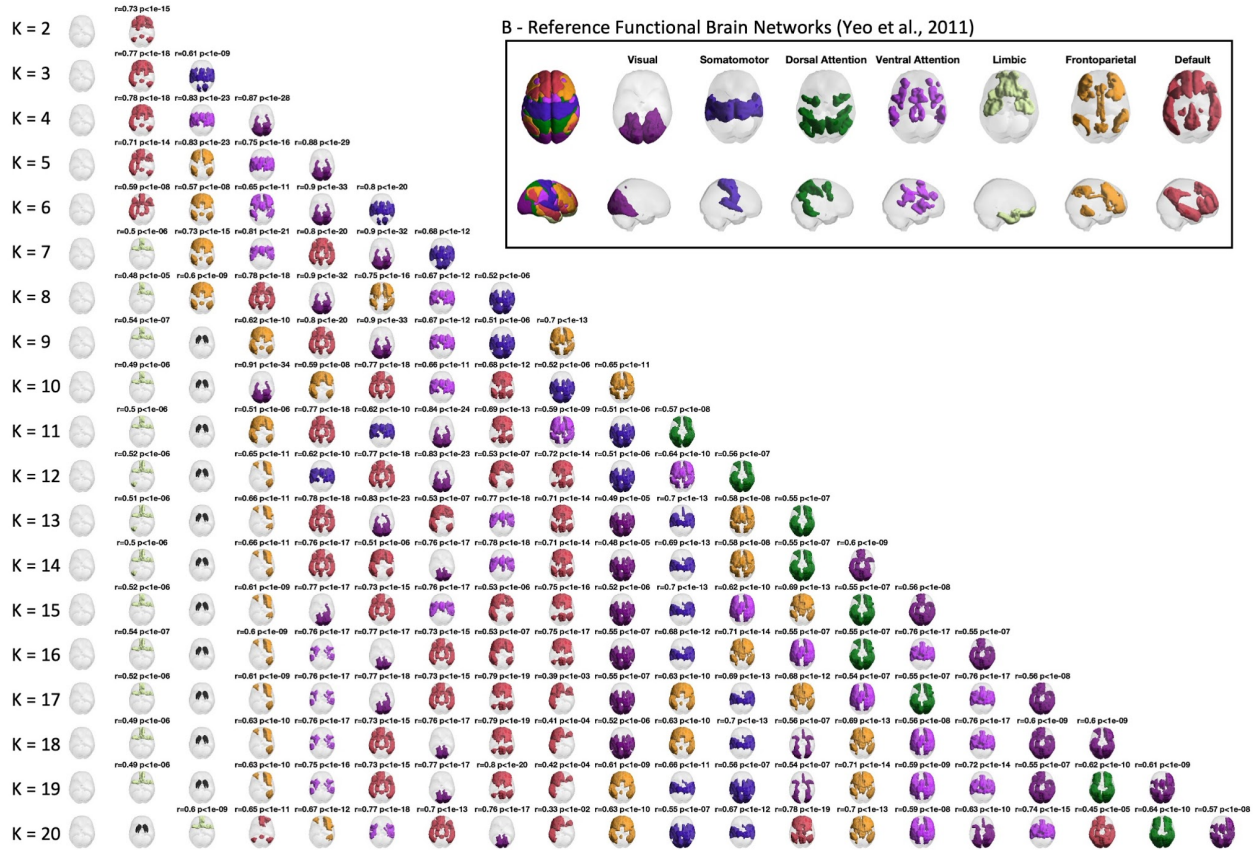 r=0.73 p<1e-15
K = 2
B - Reference Functional Brain Networks (Yeo et al., 2011)
Visual Somatomotor Dorsal Attention Ventral Attention Limbic Frontoparietal Default
r=0.77 p<1e-18 r=0.61 p<1e-09
K = 3
r=0.78 p<1e-18 r=0.83 p<1e-23 r=0.87 p<1e-28
K = 4
r=0.71 p<1e-14 r=0.83 p<1e-23 r=0.75 p<1e-16 r=0.88 p<1e-29
K = 5
r=0.59 p<1e-08 r=0.57 p<1e-08 r=0.65 p<1e-11 r=0.9 p<1e-33 r=0.8 p<1e-20
K = 6
r=0.5 p<1e-06 r=0.73 p<1e-15 r=0.81 p<1e-21 r=0.8 p<1e-20 r=0.9 p<1e-32 r=0.68 p<1e-12
K = 7
r=0.48 p<1e-05 r=0.6 p<1e-09 r=0.78 p<1e-18 r=0.9 p<1e-32 r=0.75 p<1e-16 r=0.67 p<1e-12 r=0.52 p<1e-06
K = 8
r=0.54 p<1e-07 r=0.62 p<1e-10 r=0.8 p<1e-20 r=0.9 p<1e-33 r=0.67 p<1e-12 r=0.51 p<1e-06 r=0.7 p<1e-13
K = 9
r=0.49 p<1e-06 r=0.91 p<1e-34 r=0.59 p<1e-08 r=0.77 p<1e-18 r=0.66 p<1e-11 r=0.68 p<1e-12 r=0.52 p<1e-06 r=0.65 p<1e-11
K = 10
r=0.5 p<1e-06 r=0.51 p<1e-06 r=0.77 p<1e-18 r=0.62 p<1e-10 r=0.84 p<1e-24 r=0.69 p<1e-13 r=0.59 p<1e-09 r=0.51 p<1e-06 r=0.57 p<1e-08
K = 11
r=0.52 p<1e-06 r=0.65 p<1e-11 r=0.62 p<1e-10 r=0.77 p<1e-18 r=0.83 p<1e-23 r=0.53 p<1e-07 r=0.72 p<1e-14 r=0.51 p<1e-06 r=0.64 p<1e-10 r=0.56 p<1e-07
K = 12
r=0.51 p<1e-06 r=0.66 p<1e-11 r=0.78 p<1e-18 r=0.83 p<1e-23 r=0.53 p<1e-07 r=0.77 p<1e-18 r=0.71 p<1e-14 r=0.49 p<1e-05 r=0.7 p<1e-13 r=0.58 p<1e-08 r=0.55 p<1e-07
K = 13
r=0.5 p<1e-06 r=0.66 p<1e-11 r=0.76 p<1e-17 r=0.51 p<1e-06 r=0.76 p<1e-17 r=0.78 p<1e-18 r=0.71 p<1e-14 r=0.48 p<1e-05 r=0.69 p<1e-13 r=0.58 p<1e-08 r=0.55 p<1e-07 r=0.6 p<1e-09
K = 14
r=0.52 p<1e-06 r=0.61 p<1e-09 r=0.77 p<1e-17 r=0.73 p<1e-15 r=0.76 p<1e-17 r=0.53 p<1e-06 r=0.75 p<1e-16 r=0.52 p<1e-06 r=0.7 p<1e-13 r=0.62 p<1e-10 r=0.69 p<1e-13 r=0.55 p<1e-07 r=0.56 p<1e-08
K = 15
r=0.54 p<1e-07 r=0.6 p<1e-09 r=0.76 p<1e-17 r=0.77 p<1e-17 r=0.73 p<1e-15 r=0.53 p<1e-07 r=0.75 p<1e-17 r=0.55 p<1e-07 r=0.68 p<1e-12 r=0.71 p<1e-14 r=0.55 p<1e-07 r=0.55 p<1e-07 r=0.76 p<1e-17 r=0.55 p<1e-07
K = 16
r=0.52 p<1e-06 r=0.61 p<1e-09 r=0.76 p<1e-17 r=0.77 p<1e-18 r=0.73 p<1e-15 r=0.79 p<1e-19 r=0.39 p<1e-03 r=0.55 p<1e-07 r=0.63 p<1e-10 r=0.69 p<1e-13 r=0.68 p<1e-12 r=0.54 p<1e-07 r=0.55 p<1e-07 r=0.76 p<1e-17 r=0.56 p<1e-08
K = 17
r=0.49 p<1e-06 r=0.63 p<1e-10 r=0.76 p<1e-17 r=0.73 p<1e-15 r=0.76 p<1e-17 r=0.79 p<1e-19 r=0.41 p<1e-04 r=0.52 p<1e-06 r=0.63 p<1e-10 r=0.7 p<1e-13 r=0.56 p<1e-07 r=0.69 p<1e-13 r=0.56 p<1e-08 r=0.76 p<1e-17 r=0.6 p<1e-09 r=0.6 p<1e-09
K = 18
r=0.49 p<1e-06 r=0.63 p<1e-10 r=0.75 p<1e-16 r=0.73 p<1e-15 r=0.77 p<1e-17 r=0.8 p<1e-20 r=0.42 p<1e-04 r=0.61 p<1e-09 r=0.66 p<1e-11 r=0.56 p<1e-07 r=0.54 p<1e-07 r=0.71 p<1e-14 r=0.59 p<1e-09 r=0.72 p<1e-14 r=0.55 p<1e-07 r=0.62 p<1e-10 r=0.61 p<1e-09
K = 19
r=0.6 p<1e-09 r=0.65 p<1e-11 r=0.67 p<1e-12 r=0.77 p<1e-18 r=0.7 p<1e-13 r=0.76 p<1e-17 r=0.33 p<1e-02 r=0.63 p<1e-10 r=0.55 p<1e-07 r=0.67 p<1e-12 r=0.78 p<1e-19 r=0.7 p<1e-13 r=0.59 p<1e-08 r=0.63 p<1e-10 r=0.74 p<1e-15 r=0.45 p<1e-05 r=0.64 p<1e-10 r=0.57 p<1e-08
K = 20